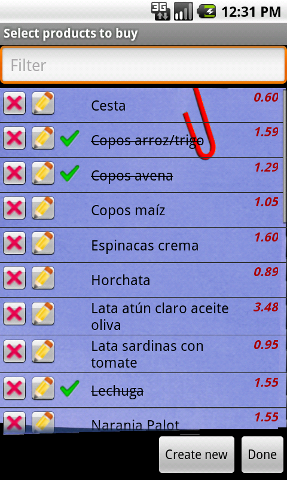 3G
12:31 PM
Select products to buy
Filter
Cesta 0.60
Copos arroz/trigo 1.59
Copos avena 1.29
Copos maíz 1.05
Espinacas crema 1.60
Horchata 0.89
Lata atún claro aceite 3.48
oliva
Lata sardinas con 0.95
tomate
Lechuga 1.55
Naranja Palot 1.55
Create new
Done